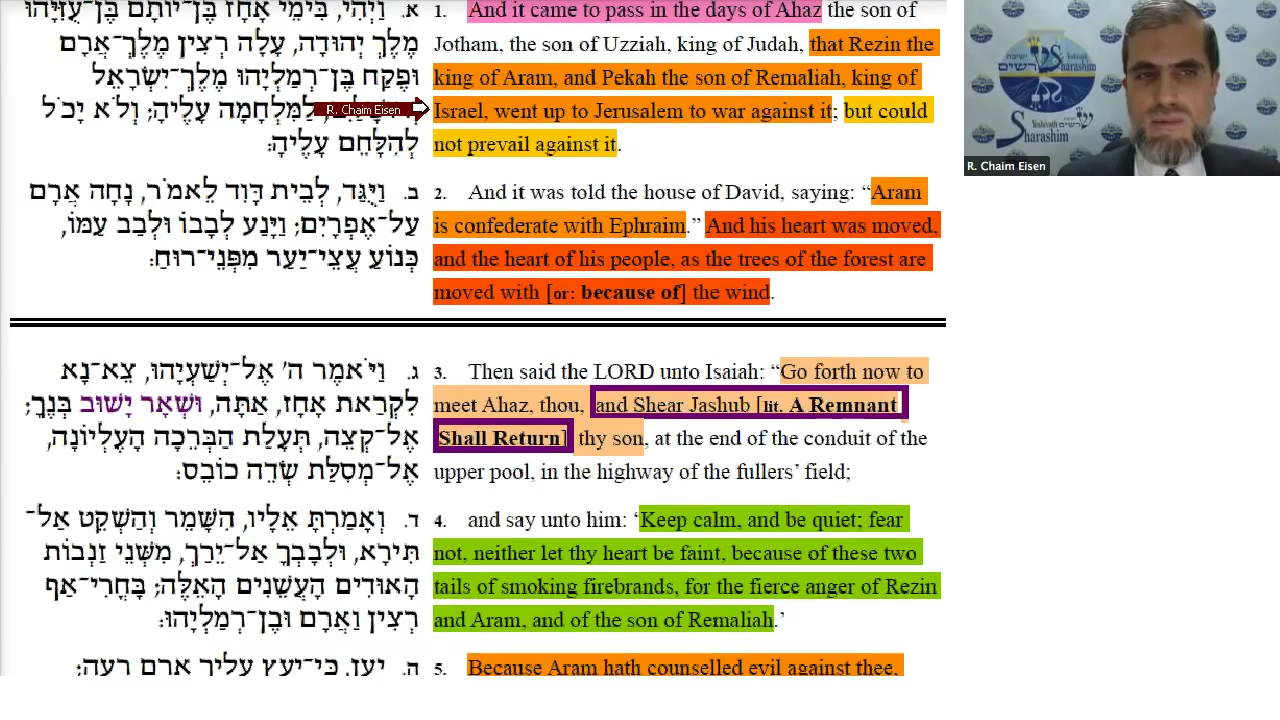 א. וַיְהִי, בִּימֵי אָחָז בֶּן־יוֹתָם בֶּן־עֻזִּיָּהוּ
מֶלֶךְ יְהוּדָה, עָלָה רְצִין מֶלֶךְ־אֲרָם
וּפֶקַח בֶּן־רְמַלְיָהוּ מֶלֶךְ־יִשְׂרָאֵל
לַמִּלְחָמָה עָלֶיהָ; וְלֹא יָכֹל
לְהִלָּחֵם עָלֶיהָ:
R. Chaim Eisen
1. And it came to pass in the days of Ahaz the son of
Jotham, the son of Uzziah, king of Judah, that Rezin the
king of Aram, and Pekah the son of Remaliah, king of
Israel, went up to Jerusalem to war against it; but could
not prevail against it.
ב. וַיֻּגַּד, לְבֵית דָּוִד לֵאמֹר, נָחָה אֲרָם
עַל־אֶפְרָיִם; וַיָּנַע לְבָבוֹ וּלְבַב עַמּוֹ,
כְּנוֹעַ עֲצֵי־יַעַר מִפְּנֵי־רוּחַ:
2. And it was told the house of David, saying: “Aram
is confederate with Ephraim.” And his heart was moved,
and the heart of his people, as the trees of the forest are
moved with [or: because of] the wind.
ג. וַיֹּאמֶר ה' אֶל־יְשַׁעְיָהוּ, צֵא־נָא
לִקְרַאת אָחָז, אַתָּה, וּשְׁאָר יָשׁוּב בְּנֶךָ;
אֶל־קְצֵה, תְּעָלַת הַבְּרֵכָה הָעֶלְיוֹנָה,
אֶל־מְסִלַּת שְׂדֵה כוֹבֵס:
3. Then said the LORD unto Isaiah: “Go forth now to
meet Ahaz, thou, and Shear Jashub [lit. A Remnant
Shall Return] thy son, at the end of the conduit of the
upper pool, in the highway of the fullers’ field;
ד. וְאָמַרְתָּ אֵלָיו, הִשָּׁמֵר וְהַשְׁקֵט אַל־
תִּירָא, וּלְבָבְךָ אַל־יֵרַךְ, מִשְּׁנֵי זַנְבוֹת
הָאוּדִים הָעֲשֵׁנִים הָאֵלֶּה; בָּחֳרִי־אַף
רְצִין וַאֲרָם וּבֶן־רְמַלְיָהוּ:
4. and say unto him: ‘Keep calm, and be quiet; fear
not, neither let thy heart be faint, because of these two
tails of smoking firebrands, for the fierce anger of Rezin
and Aram, and of the son of Remaliah.’
ה. יַעַן, כִּי־יָעַץ עָלֶיךָ אֲרָם רָעָה;
5. Because Aram hath counselled evil against thee,
Yeshivath
Sharashim
R. Chaim Eisen